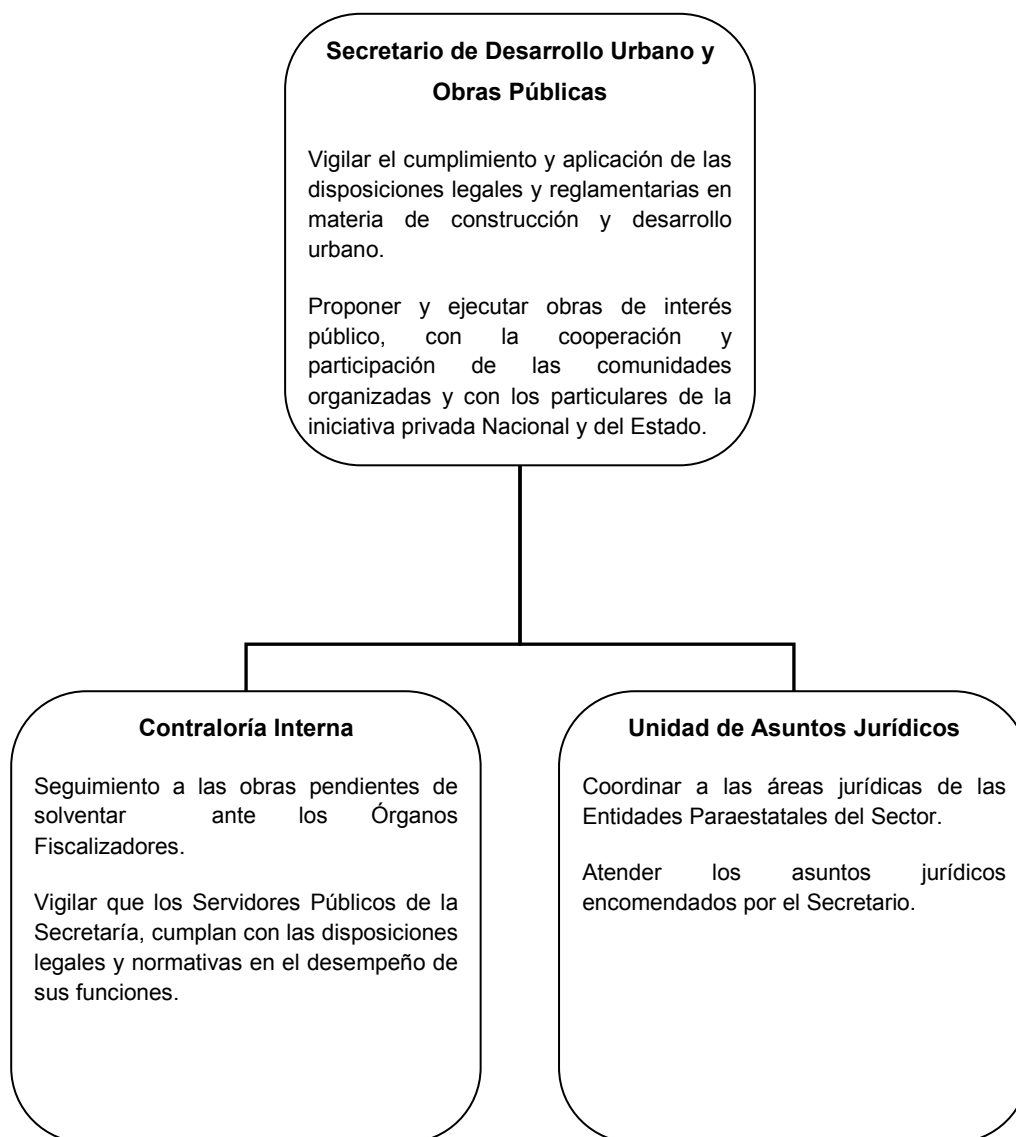 Secretario de Desarrollo Urbano y
Obras Públicas
Vigilar el cumplimiento y aplicación de las
disposiciones legales y reglamentarias en
materia de construcción y desarrollo
urbano.
Proponer y ejecutar obras de interés
público, con la cooperación y
participación de las comunidades
organizadas y con los particulares de la
iniciativa privada Nacional y del Estado.
Contraloría Interna
Seguimiento a las obras pendientes de
solventar ante los Órganos
Fiscalizadores.
Vigilar que los Servidores Públicos de la
Secretaría, cumplan con las disposiciones
legales y normativas en el desempeño de
sus funciones.
Unidad de Asuntos Jurídicos
Coordinar a las áreas jurídicas de las
Entidades Paraestatales del Sector.
Atender los asuntos jurídicos
encomendados por el Secretario.